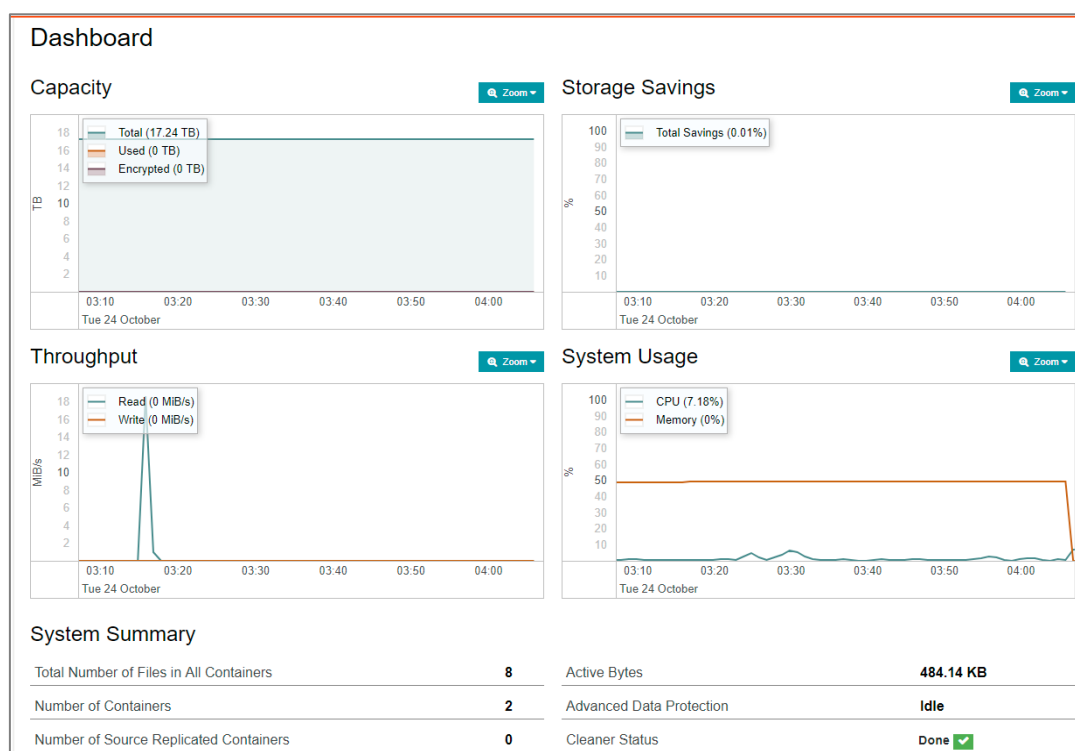 Dashboard
Capacity
Zoom
Total (17.24 TB)
Used (0 TB)
Encrypted (0 TB)
TB
18
16
14
12
10
8
6
4
2
03:10 03:20 03:30 03:40 03:50 04:00
Tue 24 October
Storage Savings
Zoom
Total Savings (0.01%)
%
100
90
80
70
60
50
40
30
20
10
03:10 03:20 03:30 03:40 03:50 04:00
Tue 24 October
Throughput
Zoom
Read (0 MiB/s)
Write (0 MiB/s)
MiB/s
18
16
14
12
10
8
6
4
2
03:10 03:20 03:30 03:40 03:50 04:00
Tue 24 October
System Usage
Zoom
CPU (7.18%)
Memory (0%)
%
100
90
80
70
60
50
40
30
20
10
03:10 03:20 03:30 03:40 03:50 04:00
Tue 24 October
System Summary
Total Number of Files in All Containers 8
Number of Containers 2
Number of Source Replicated Containers 0
Active Bytes 484.14 KB
Advanced Data Protection Idle
Cleaner Status Done